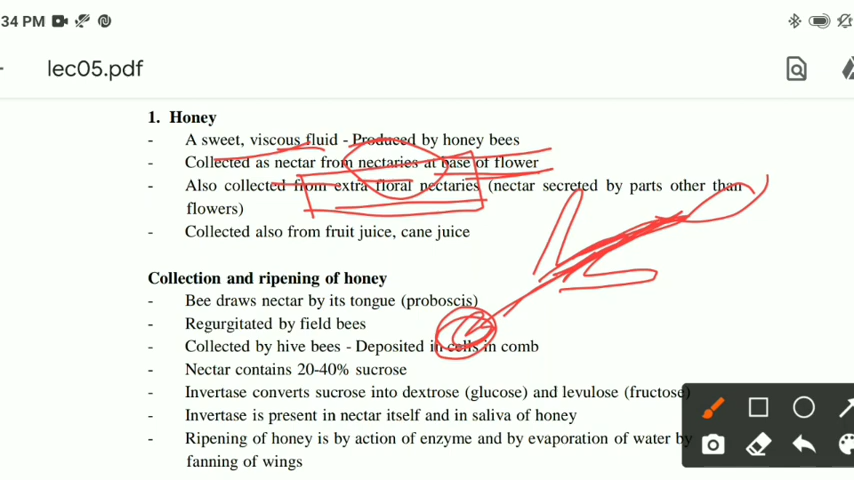 34 PM
lec05.pdf
1. Honey
- A sweet, viscous fluid - Produced by honey bees
- Collected as nectar from nectaries at base of flower
- Also collected from extra floral nectaries (nectar secreted by parts other than
flowers)
- Collected also from fruit juice, cane juice
Collection and ripening of honey
- Bee draws nectar by its tongue (proboscis)
- Regurgitated by field bees
- Collected by hive bees - Deposited in cells in comb
- Nectar contains 20-40% sucrose
- Invertase converts sucrose into dextrose (glucose) and levulose (fructose)
- Invertase is present in nectar itself and in saliva of honey
- Ripening of honey is by action of enzyme and by evaporation of water by
fanning of wings